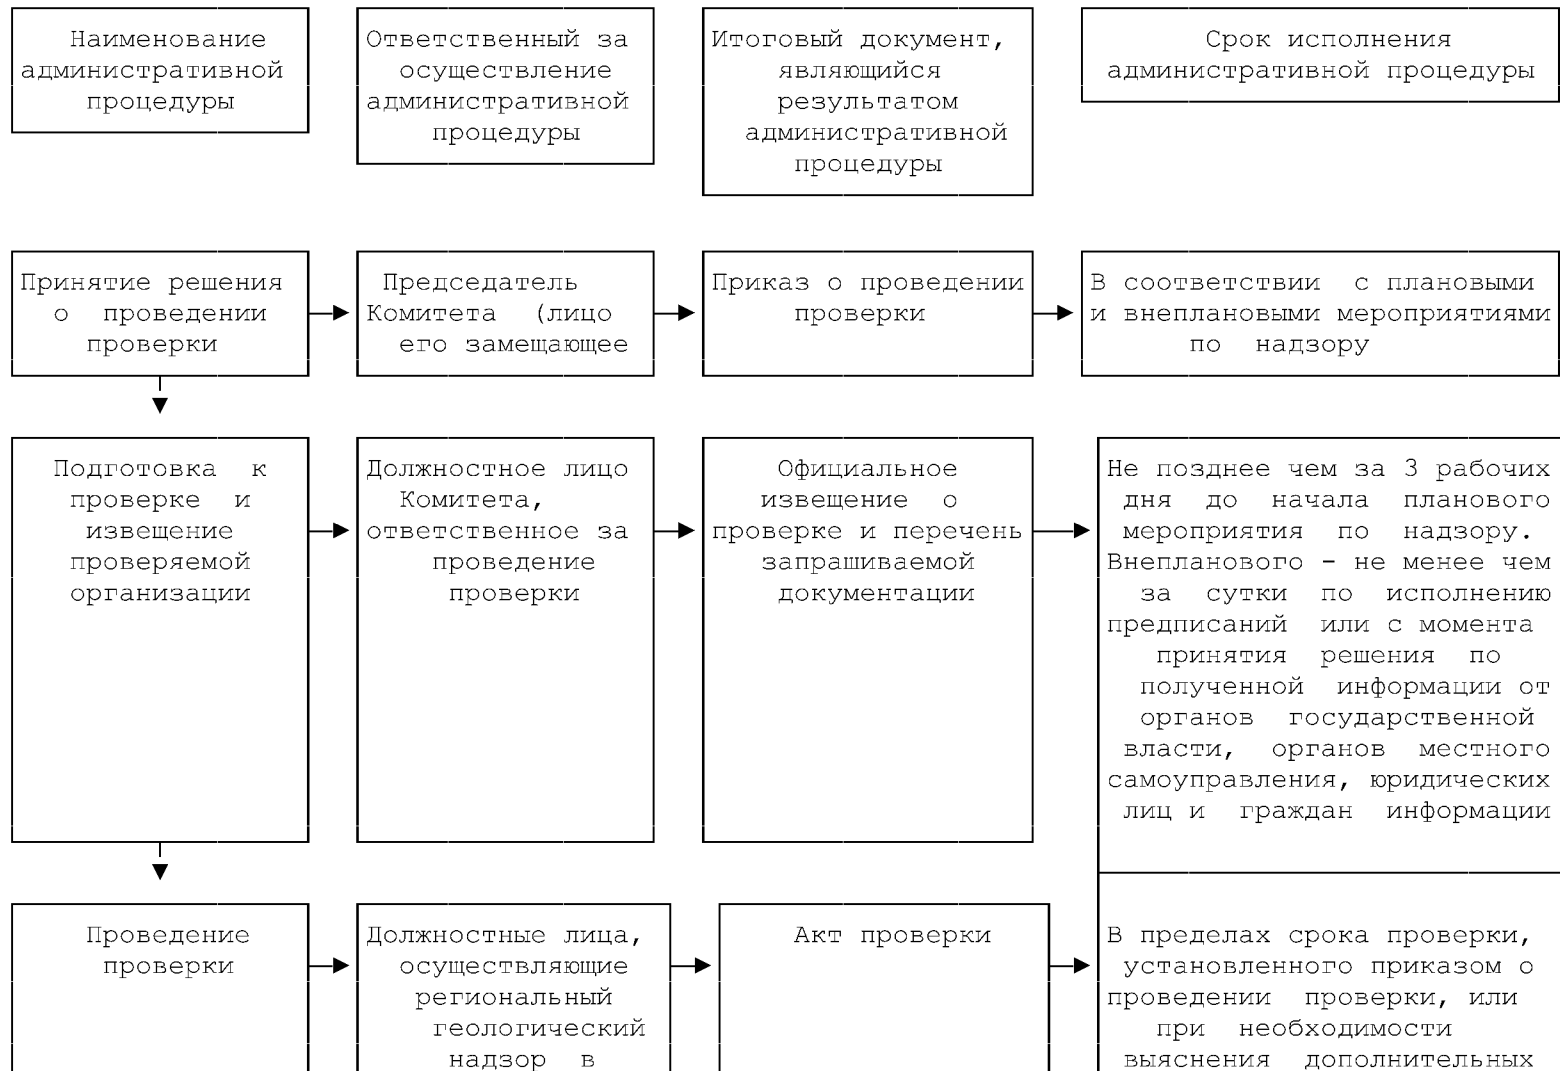 Наименование
административной
процедуры
Ответственный за
осуществление
административной
процедуры
Итоговый документ,
являющийся
результатом
административной
процедуры
Срок исполнения
административной процедуры
Принятие решения
о проведении
проверки
Председатель
Комитета (лицо
его замещающее
Приказ о проведении
проверки
В соответствии с плановыми
и внеплановыми мероприятиями
по надзору
Подготовка к
проверке и
извещение
проверяемой
организации
Должностное лицо
Комитета,
ответственное за
проведение
проверки
Официальное
извещение о
проверке и перечень
запрашиваемой
документации
Не позднее чем за 3 рабочих
дня до начала планового
мероприятия по надзору.
Внепланового - не менее чем
за сутки по исполнению
предписаний или с момента
принятия решения по
полученной информации от
органов государственной
власти, органов местного
самоуправления, юридических
лиц и граждан информации
Проведение
проверки
Должностные лица,
осуществляющие
региональный
геологический
надзор в
Акт проверки
В пределах срока проверки,
установленного приказом о
проведении проверки, или
при необходимости
выяснения дополнительных